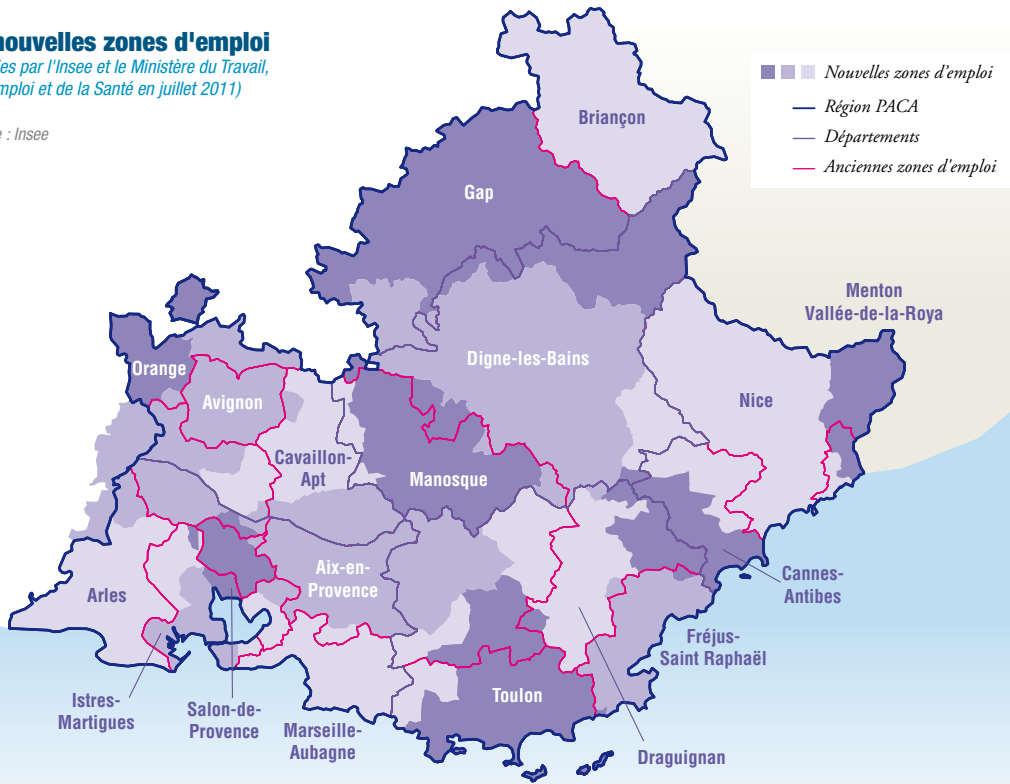 nouvelles zones d'emploi
es par l'Insee et le Ministère du Travail,
mploi et de la Santé en juillet 2011)
: Insee
Nouvelles zones d'emploi
Région PACA
Départements
Anciennes zones d'emploi
Briançon
Gap
Menton
Vallée-de-la-Roya
Orange
Digne-les-Bains
Avignon
Nice
Cavaillon-
Apt
Manosque
Aix-en-
Provence
Arles
Cannes-
Antibes
Fréjus-
Saint Raphaël
Istres-
Martigues
Salon-de-
Provence
Toulon
Marseille-
Aubagne
Draguignan